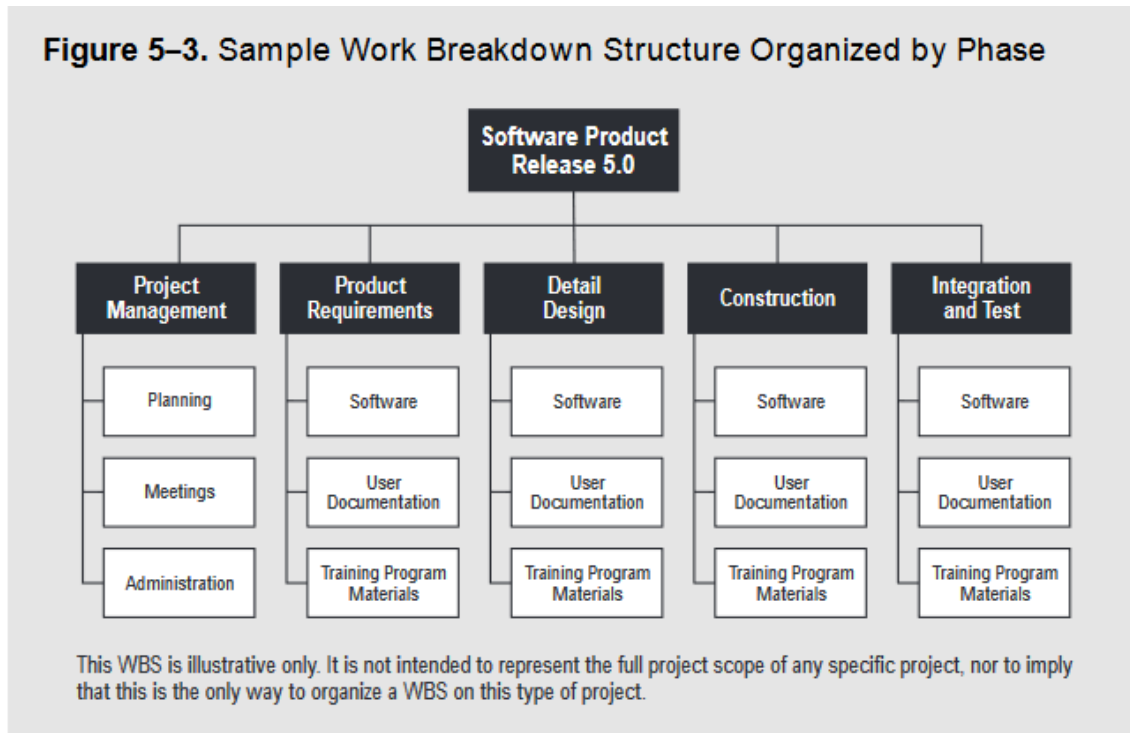 Figure 5–3. Sample Work Breakdown Structure Organized by Phase
Software Product
Release 5.0
Project
Management
Product
Requirements
Detail
Design
Construction
Integration
and Test
Planning
Software
Software
Software
Software
Meetings
User
Documentation
User
Documentation
User
Documentation
User
Documentation
Administration
Training Program
Materials
Training Program
Materials
Training Program
Materials
Training Program
Materials
This WBS is illustrative only. It is not intended to represent the full project scope of any specific project, nor to imply
that this is the only way to organize a WBS on this type of project.